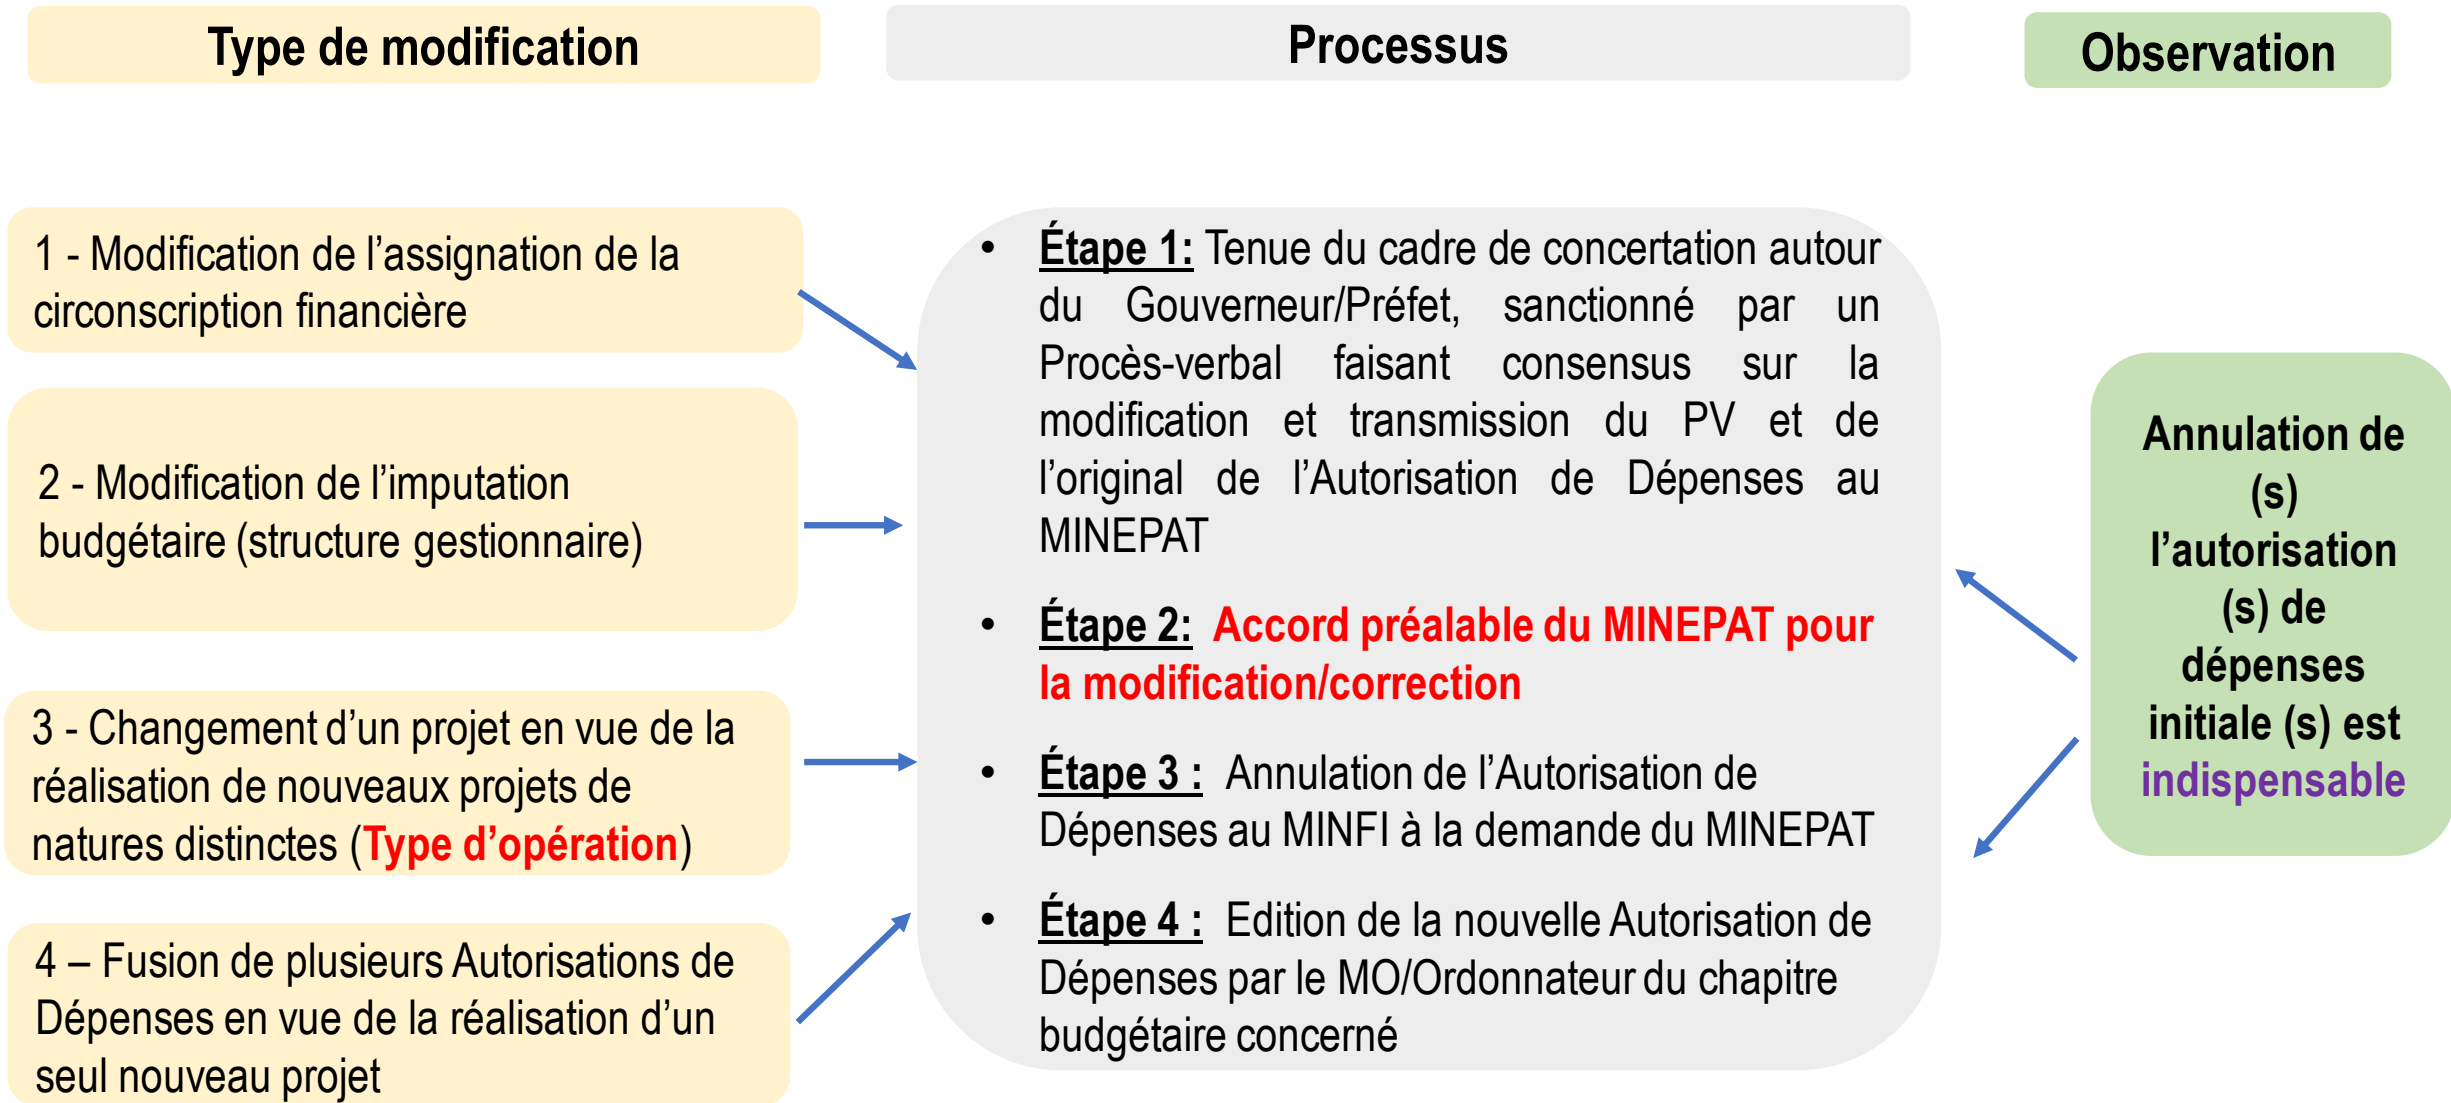 Type de modification
Processus
Observation
1 - Modification de l’assignation de la
circonscription financière
2 - Modification de l’imputation
budgétaire (structure gestionnaire)
3 - Changement d’un projet en vue de la
réalisation de nouveaux projets de
natures distinctes (Type d’opération)
4 – Fusion de plusieurs Autorisations de
Dépenses en vue de la réalisation d’un
seul nouveau projet
• Étape 1: Tenue du cadre de concertation autour
du Gouverneur/Préfet, sanctionné par un
Procès-verbal faisant consensus sur la
modification et transmission du PV et de
l’original de l’Autorisation de Dépenses au
MINEPAT
• Étape 2: Accord préalable du MINEPAT pour
la modification/correction
• Étape 3 : Annulation de l’Autorisation de
Dépenses au MINFI à la demande du MINEPAT
• Étape 4 : Edition de la nouvelle Autorisation de
Dépenses par le MO/Ordonnateur du chapitre
budgétaire concerné
Annulation de
(s)
l’autorisation
(s) de
dépenses
initiale (s) est
indispensable